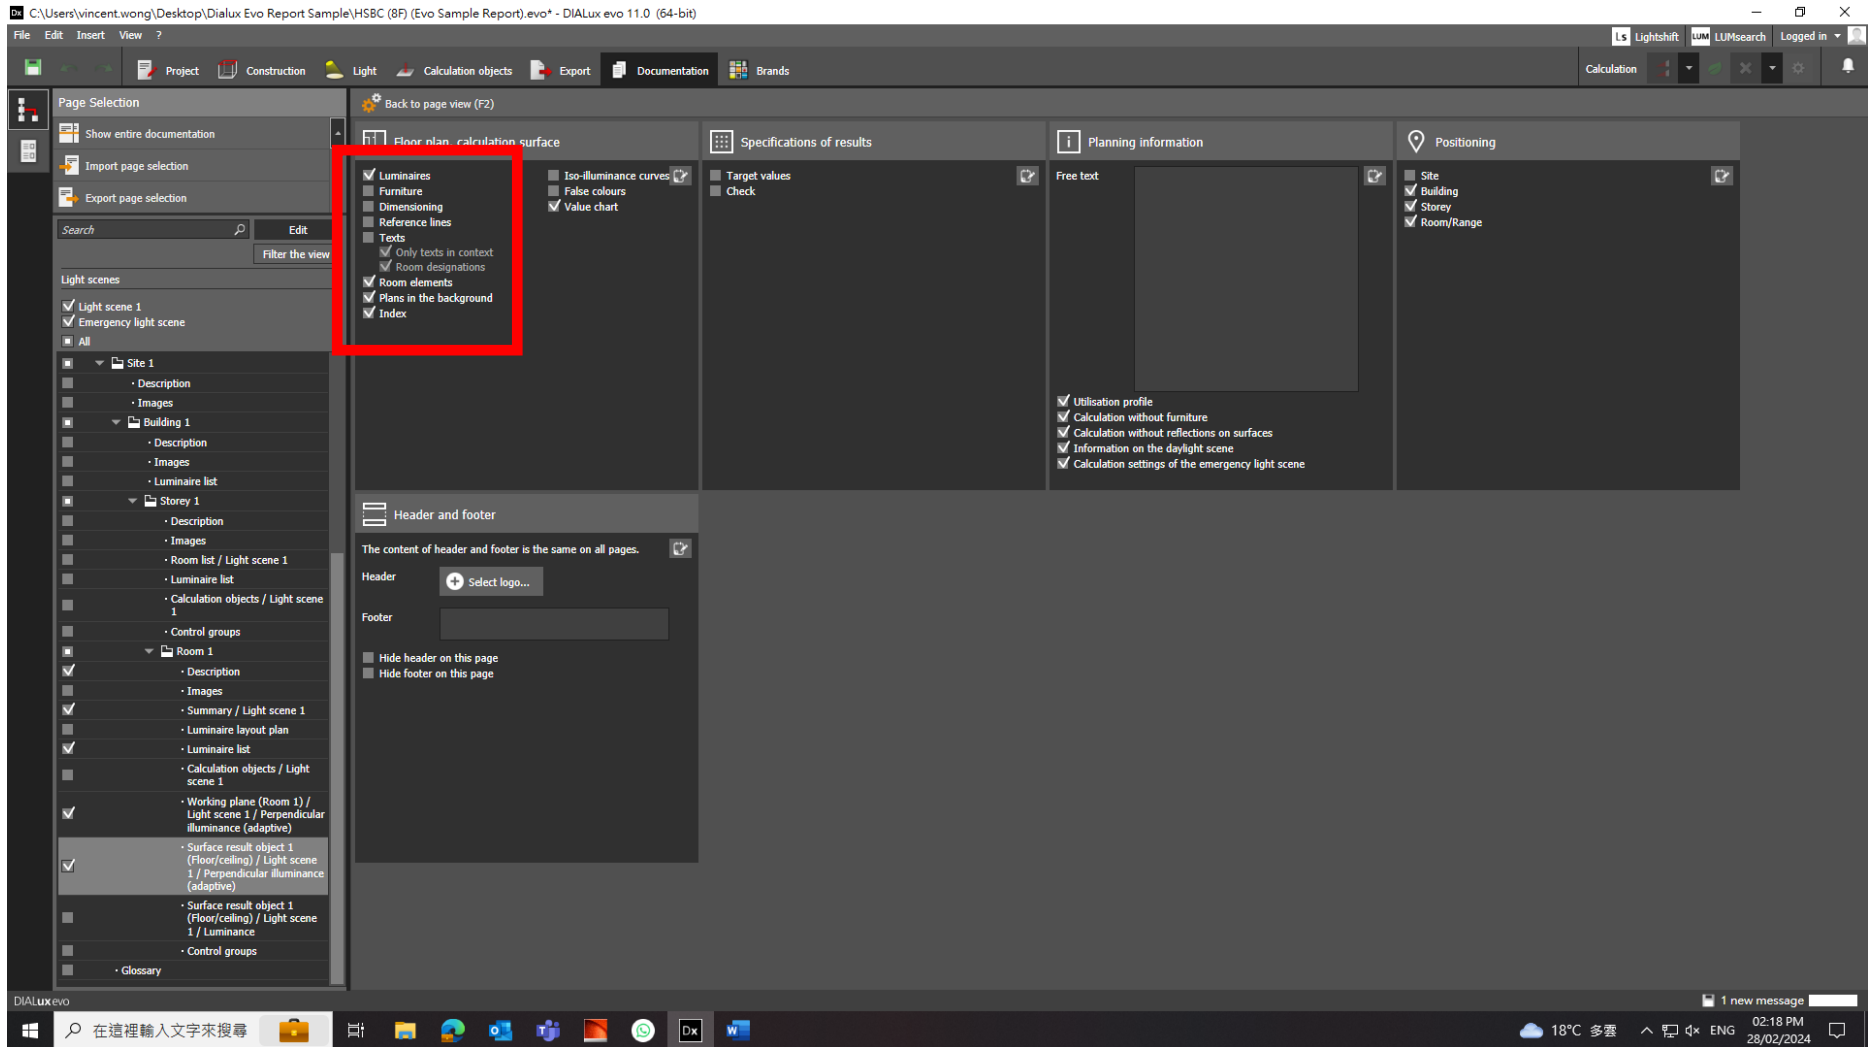 Dx C:\Users\vincent.wong\Desktop\Dialux Evo Report Sample\HSBC (8F) (Evo Sample Report).evo* - DIALux evo 11.0 (64-bit)
File Edit Insert View ?
Ls Lightshift LUM LUMsearch Logged in
Project Construction Light Calculation objects Export Documentation Brands
Calculation
Page Selection
Show entire documentation
Import page selection
Export page selection
Search
Edit
Filter the view
Light scenes
Light scene 1
Emergency light scene
All
Site 1
· Description
· Images
Building 1
· Description
· Images
· Luminaire list
Storey 1
· Description
· Images
· Room list / Light scene 1
· Luminaire list
· Calculation objects / Light scene
1
· Control groups
Room 1
· Description
· Images
· Summary / Light scene 1
· Luminaire layout plan
· Luminaire list
· Calculation objects / Light
scene 1
· Working plane (Room 1) /
Light scene 1 / Perpendicular
illuminance (adaptive)
· Surface result object 1
(Floor/ceiling) / Light scene
1 / Perpendicular illuminance
(adaptive)
· Surface result object 1
(Floor/ceiling) / Light scene
1 / Luminance
· Control groups
· Glossary
Back to page view (F2)
Floor plan, calculation surface
Luminaires
Furniture
Dimensioning
Reference lines
Texts
Only texts in context
Room designations
Room elements
Plans in the background
Index
Iso-illuminance curves
False colours
Value chart
Specifications of results
Target values
Check
Planning information
Free text
Utilisation profile
Calculation without furniture
Calculation without reflections on surfaces
Information on the daylight scene
Calculation settings of the emergency light scene
Positioning
Site
Building
Storey
Room/Range
Header and footer
The content of header and footer is the same on all pages.
Header
Select logo...
Footer
Hide header on this page
Hide footer on this page
DIALux evo
1 new message
在這裡輸入文字來搜尋
Dx
18°C 多雲
ENG
02:18 PM
28/02/2024